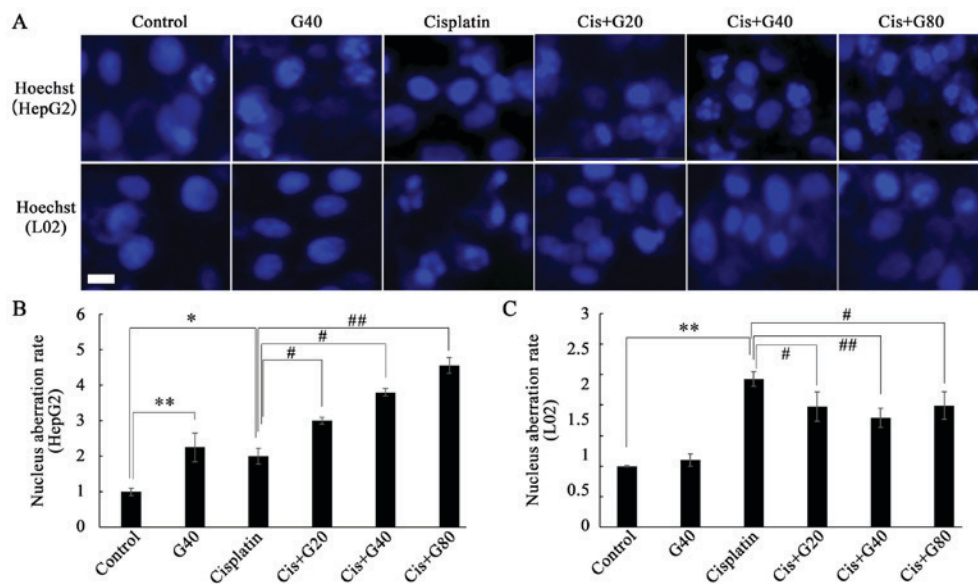 A
Control G40 Cisplatin Cis+G20 Cis+G40 Cis+G80
Hoechst
(HepG2)
Hoechst
(L02)
B
Nucleus aberration rate
(HepG2)
6
5
4
3
2
1
0
*
**
#
#
##
Control G40 Cisplatin Cis+G20 Cis+G40 Cis+G80
C
Nucleus aberration rate
(L02)
3
2.5
2
1.5
1
0.5
0
**
#
##
#
Control G40 Cisplatin Cis+G20 Cis+G40 Cis+G80